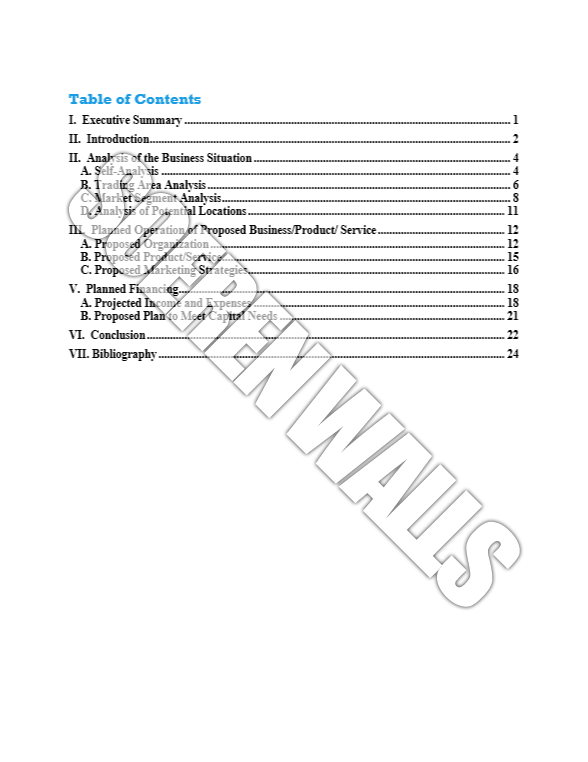 Table of Contents
I. Executive Summary ........ 1
II. Introduction........ 2
II. Analysis of the Business Situation ........ 4
A. Self-Analysis ........ 4
B. Trading Area Analysis ........ 6
C. Market Segment Analysis ........ 8
D. Analysis of Potential Locations ........ 11
III. Planned Operation of Proposed Business/Product/ Service ........ 12
A. Proposed Organization ........ 12
B. Proposed Product/Service ........ 15
C. Proposed Marketing Strategies ........ 16
V. Planned Financing ........ 18
A. Projected Income and Expenses ........ 18
B. Proposed Plan to Meet Capital Needs ........ 21
VI. Conclusion ........ 22
VII. Bibliography ........ 24
SOEREN WALLS